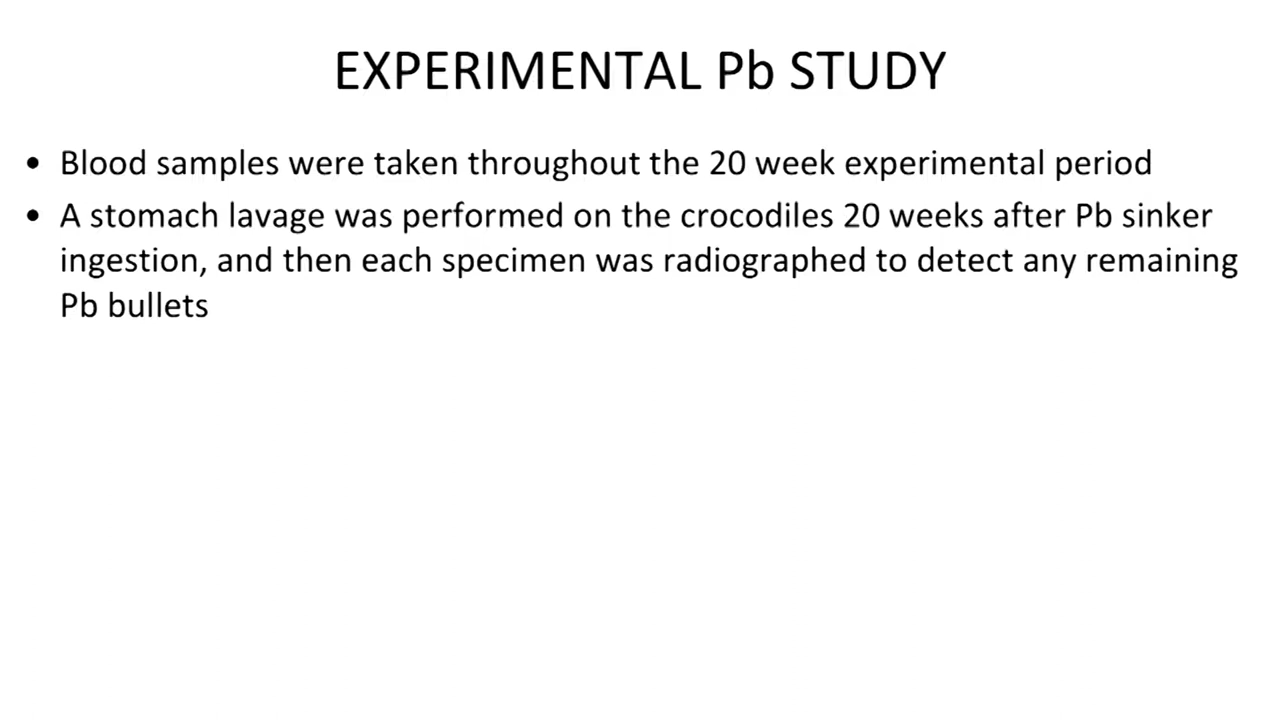 EXPERIMENTAL Pb STUDY
• Blood samples were taken throughout the 20 week experimental period
• A stomach lavage was performed on the crocodiles 20 weeks after Pb sinker
ingestion, and then each specimen was radiographed to detect any remaining
Pb bullets